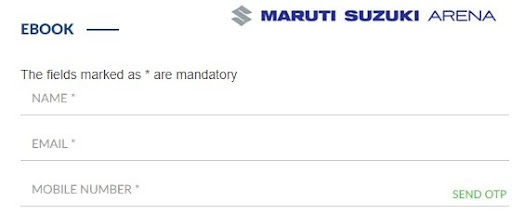 MARUTI SUZUKI ARENA
EBOOK
The fields marked as * are mandatory
NAME *
EMAIL *
MOBILE NUMBER *
SEND OTP